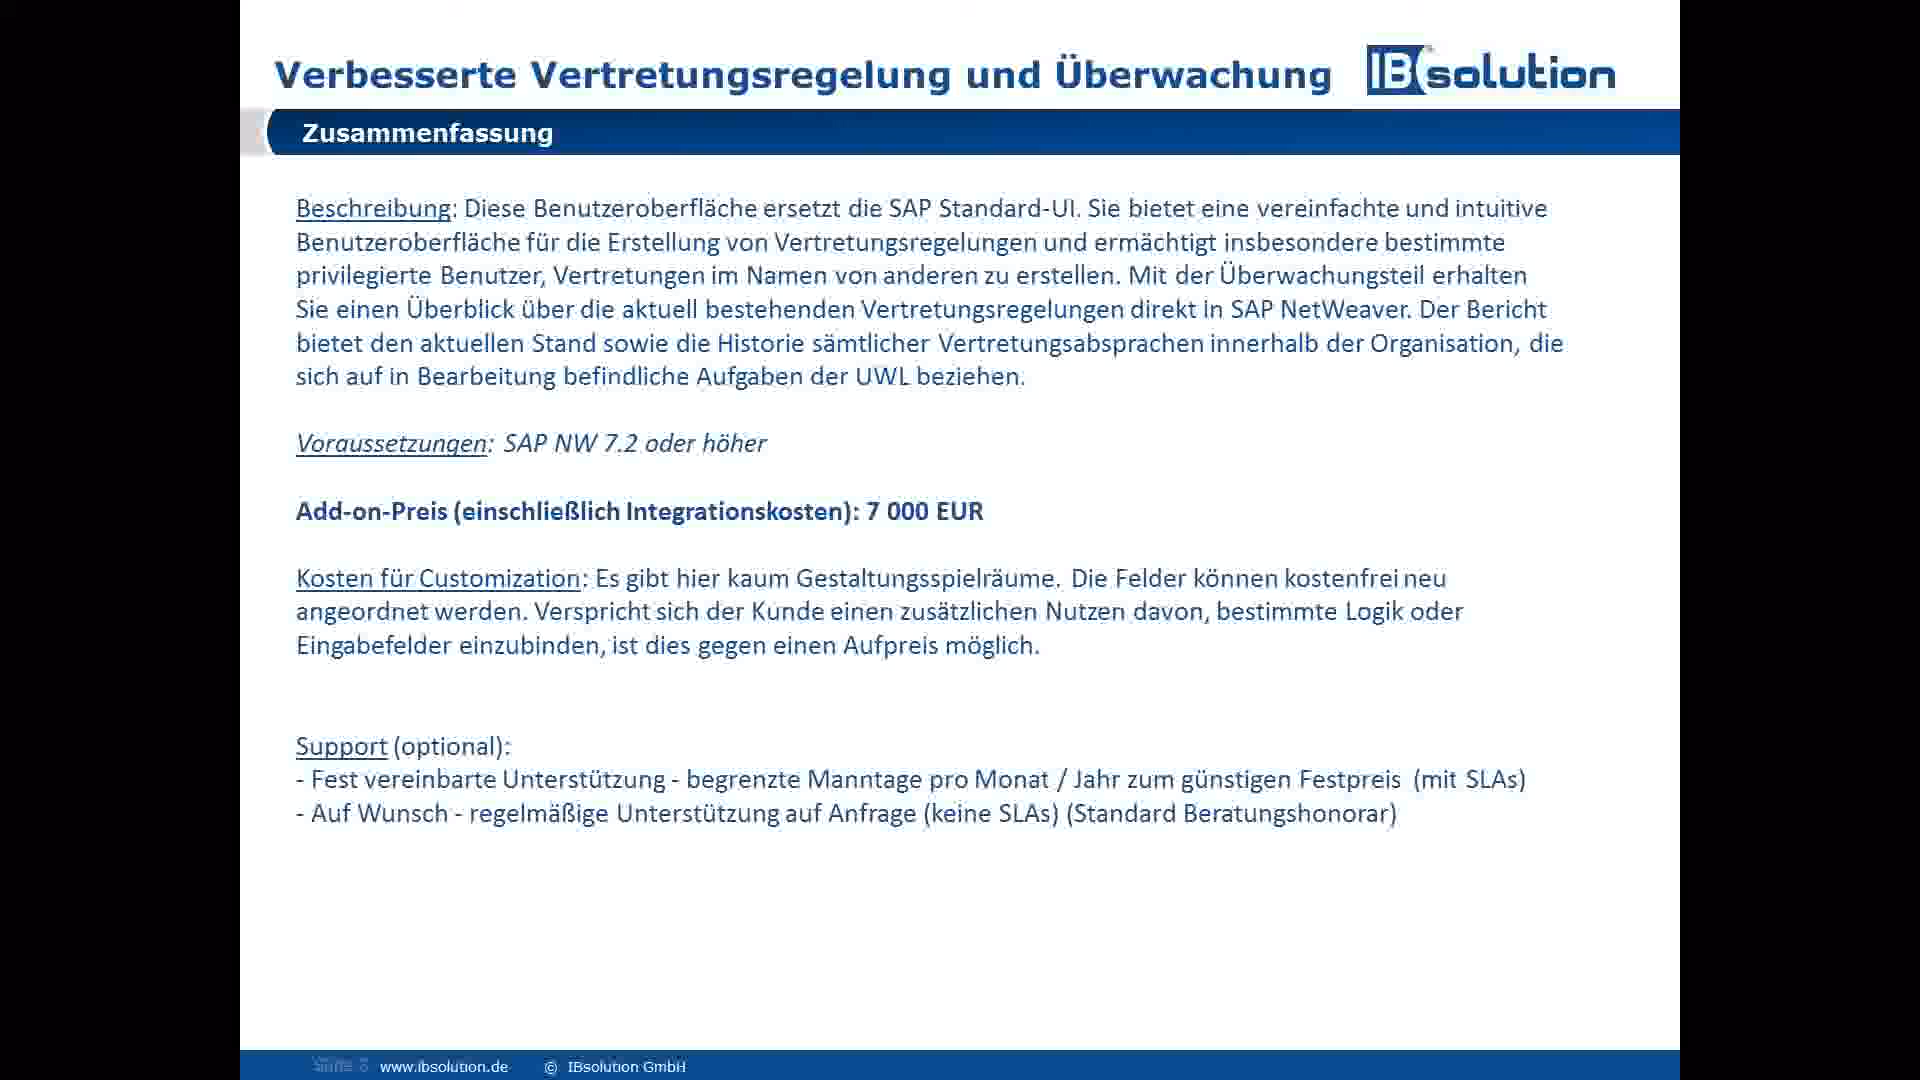 Verbesserte Vertretungsregelung und Überwachung
IBsolution
Zusammenfassung
Beschreibung: Diese Benutzeroberfläche ersetzt die SAP Standard-UI. Sie bietet eine vereinfachte und intuitive
Benutzeroberfläche für die Erstellung von Vertretungsregelungen und ermächtigt insbesondere bestimmte
privilegierte Benutzer, Vertretungen im Namen von anderen zu erstellen. Mit der Überwachungsteil erhalten
Sie einen Überblick über die aktuell bestehenden Vertretungsregelungen direkt in SAP NetWeaver. Der Bericht
bietet den aktuellen Stand sowie die Historie sämtlicher Vertretungsabsprachen innerhalb der Organisation, die
sich auf in Bearbeitung befindliche Aufgaben der UWL beziehen.
Voraussetzungen: SAP NW 7.2 oder höher
Add-on-Preis (einschließlich Integrationskosten): 7 000 EUR
Kosten für Customization: Es gibt hier kaum Gestaltungsspielräume. Die Felder können kostenfrei neu
angeordnet werden. Verspricht sich der Kunde einen zusätzlichen Nutzen davon, bestimmte Logik oder
Eingabefelder einzubinden, ist dies gegen einen Aufpreis möglich.
Support (optional):
- Fest vereinbarte Unterstützung - begrenzte Manntage pro Monat / Jahr zum günstigen Festpreis (mit SLAs)
- Auf Wunsch - regelmäßige Unterstützung auf Anfrage (keine SLAs) (Standard Beratungshonorar)
www.ibsolution.de © IBsolution GmbH